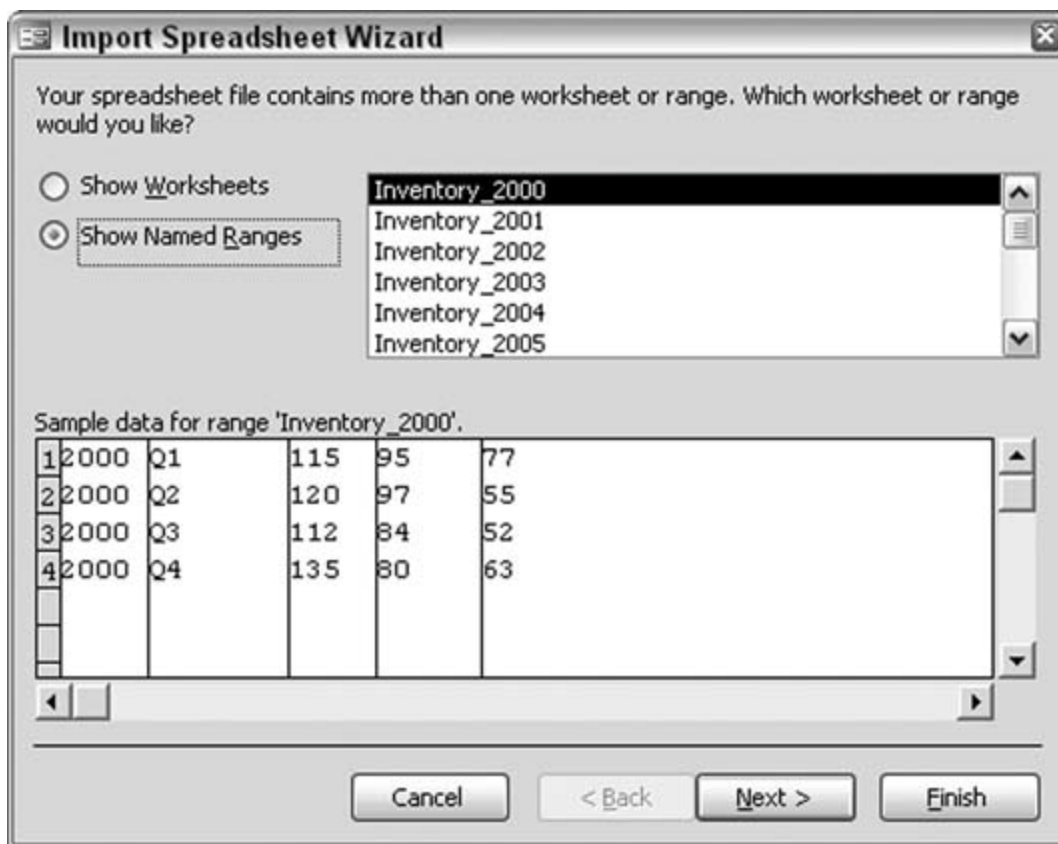 Import Spreadsheet Wizard
Your spreadsheet file contains more than one worksheet or range. Which worksheet or range
would you like?
Show Worksheets
Show Named Ranges
Inventory_2000
Inventory_2001
Inventory_2002
Inventory_2003
Inventory_2004
Inventory_2005
Sample data for range 'Inventory_2000'.
1 2000 Q1 115 95 77
2 2000 Q2 120 97 55
3 2000 Q3 112 84 52
4 2000 Q4 135 80 63
Cancel < Back Next > Finish